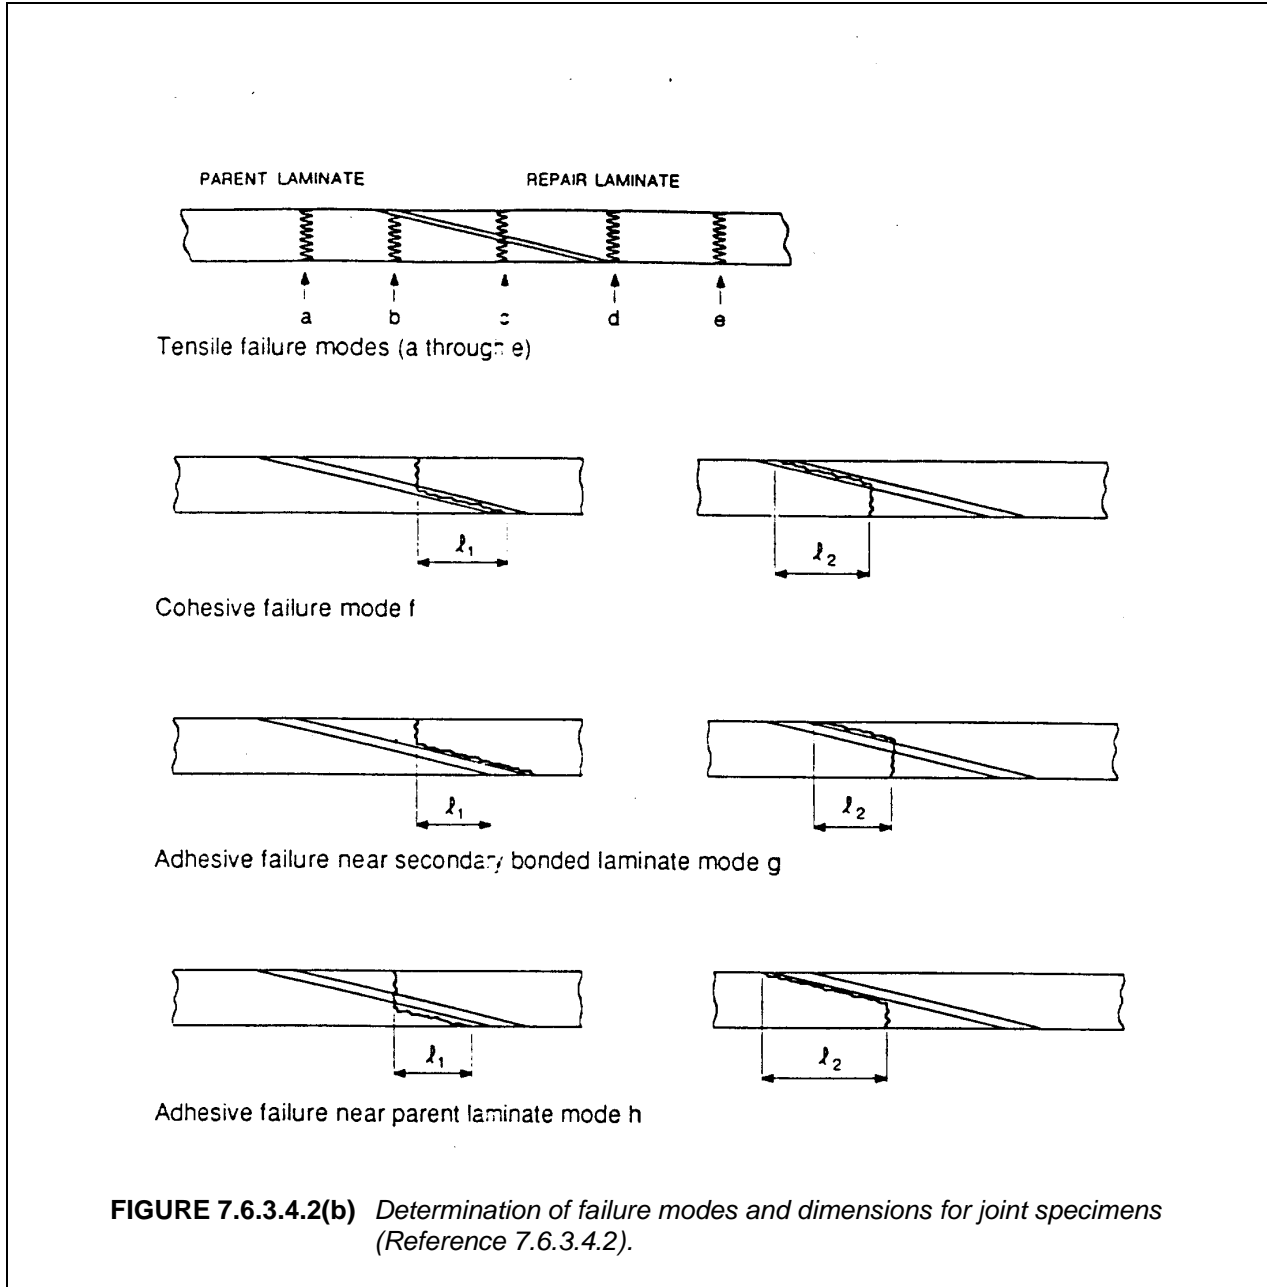 PARENT LAMINATE REPAIR LAMINATE
a b c d e
Tensile failure modes (a through e)
ℓ1 ℓ2
Cohesive failure mode f
ℓ1 ℓ2
Adhesive failure near secondary bonded laminate mode g
ℓ1 ℓ2
Adhesive failure near parent laminate mode h
FIGURE 7.6.3.4.2(b) Determination of failure modes and dimensions for joint specimens
(Reference 7.6.3.4.2).